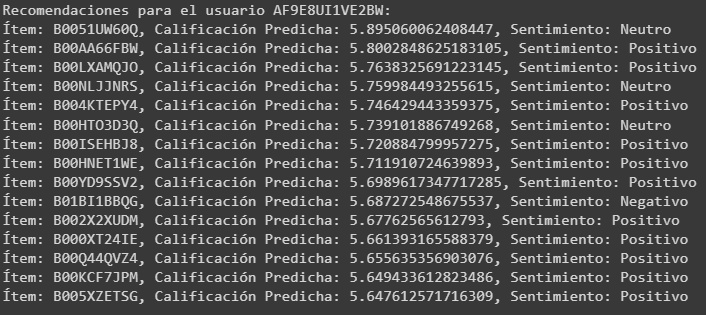 Recomendaciones para el usuario AF9E8UI1VE2BW:
Ítem: B0051UW60Q, Calificación Predicha: 5.895060062408447, Sentimiento: Neutro
Ítem: B00AA66FBW, Calificación Predicha: 5.8002848625183105, Sentimiento: Positivo
Ítem: B00LXAMQJO, Calificación Predicha: 5.7638325691223145, Sentimiento: Positivo
Ítem: B00NLJJNRS, Calificación Predicha: 5.759984493255615, Sentimiento: Neutro
Ítem: B004KTEPY4, Calificación Predicha: 5.746429443359375, Sentimiento: Positivo
Ítem: B00HTO3D3Q, Calificación Predicha: 5.739101886749268, Sentimiento: Neutro
Ítem: B00ISEHBJ8, Calificación Predicha: 5.720884799957275, Sentimiento: Positivo
Ítem: B00HNET1WE, Calificación Predicha: 5.711910724639893, Sentimiento: Positivo
Ítem: B00YD9SSV2, Calificación Predicha: 5.6989617347717285, Sentimiento: Positivo
Ítem: B01BI1BBQG, Calificación Predicha: 5.687272548675537, Sentimiento: Negativo
Ítem: B002X2XUDM, Calificación Predicha: 5.67762565612793, Sentimiento: Positivo
Ítem: B000XT24IE, Calificación Predicha: 5.661393165588379, Sentimiento: Positivo
Ítem: B00Q44QVZ4, Calificación Predicha: 5.655635356903076, Sentimiento: Positivo
Ítem: B00KCF7JPM, Calificación Predicha: 5.649433612823486, Sentimiento: Positivo
Ítem: B005XZETSG, Calificación Predicha: 5.647612571716309, Sentimiento: Positivo